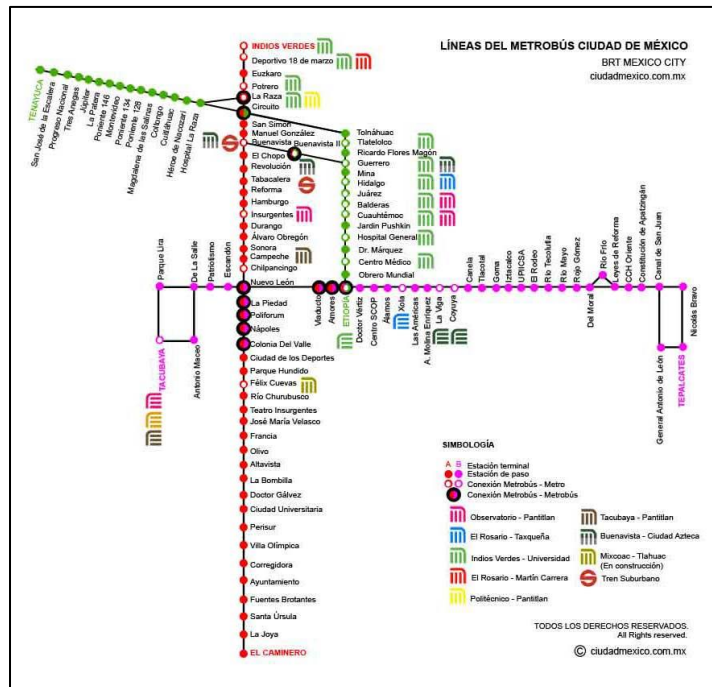 LÍNEAS DEL METROBÚS CIUDAD DE MÉXICO
BRT MEXICO CITY
ciudadmexico.com.mx
INDIOS VERDES
Deportivo 18 de marzo
Euzkaro
Potrero
La Raza
Circuito
San Simón
Manuel González
Buenavista
Buenavista II
El Chopo
Revolución
Tabacalera
Reforma
Hamburgo
Insurgentes
Durango
Álvaro Obregón
Sonora
Campeche
Chilpancingo
Nuevo León
La Piedad
Poliforum
Nápoles
Colonia Del Valle
Ciudad de los Deportes
Parque Hundido
Félix Cuevas
Río Churubusco
Teatro Insurgentes
José María Velasco
Francia
Olivo
Altavista
La Bombilla
Doctor Gálvez
Ciudad Universitaria
Perisur
Villa Olímpica
Corregidora
Ayuntamiento
Fuentes Brotantes
Santa Úrsula
La Joya
EL CAMINERO
TENAYUCA
San José de la Escalera
Progreso Nacional
Tres Anegas
Júpiter
La Patera
Poniente 146
Montevideo
Poniente 134
Poniente 128
Magdalena de las Salinas
Coltongo
Cuitláhuac
Héroe de Nacozari
Hospital La Raza
Tolnáhuac
Tlatelolco
Ricardo Flores Magón
Guerrero
Mina
Hidalgo
Juárez
Balderas
Cuauhtémoc
Jardín Pushkin
Hospital General
Dr. Márquez
Centro Médico
Obrero Mundial
ETIOPÍA
TACUBAYA
Parque Lira
Antonio Maceo
De La Salle
Patriotismo
Escandón
Viaducto
Amores
Doctor Vértiz
Centro SCOP
Álamos
Xola
Las Américas
A. Molina Enríquez
La Viga
Coyuya
Canela
Tlacotal
Goma
Iztacalco
UPIICSA
El Rodeo
Río Tecolutla
Río Mayo
Rojo Gómez
Del Moral
Río Frío
Leyes de Reforma
CCH Oriente
Constitución de Apatzingán
Canal de San Juan
General Antonio de León
Nicolás Bravo
TEPALCATES
SIMBOLOGÍA
A B Estación terminal
Estación de paso
Conexión Metrobús - Metro
Conexión Metrobús - Metrobús
Observatorio - Pantitlan
El Rosario - Taxqueña
Indios Verdes - Universidad
El Rosario - Martín Carrera
Politécnico - Pantitlan
Tacubaya - Pantitlan
Buenavista - Ciudad Azteca
Mixcoac - Tlahuac
(En construcción)
Tren Suburbano
TODOS LOS DERECHOS RESERVADOS.
All Rights reserved.
© ciudadmexico.com.mx